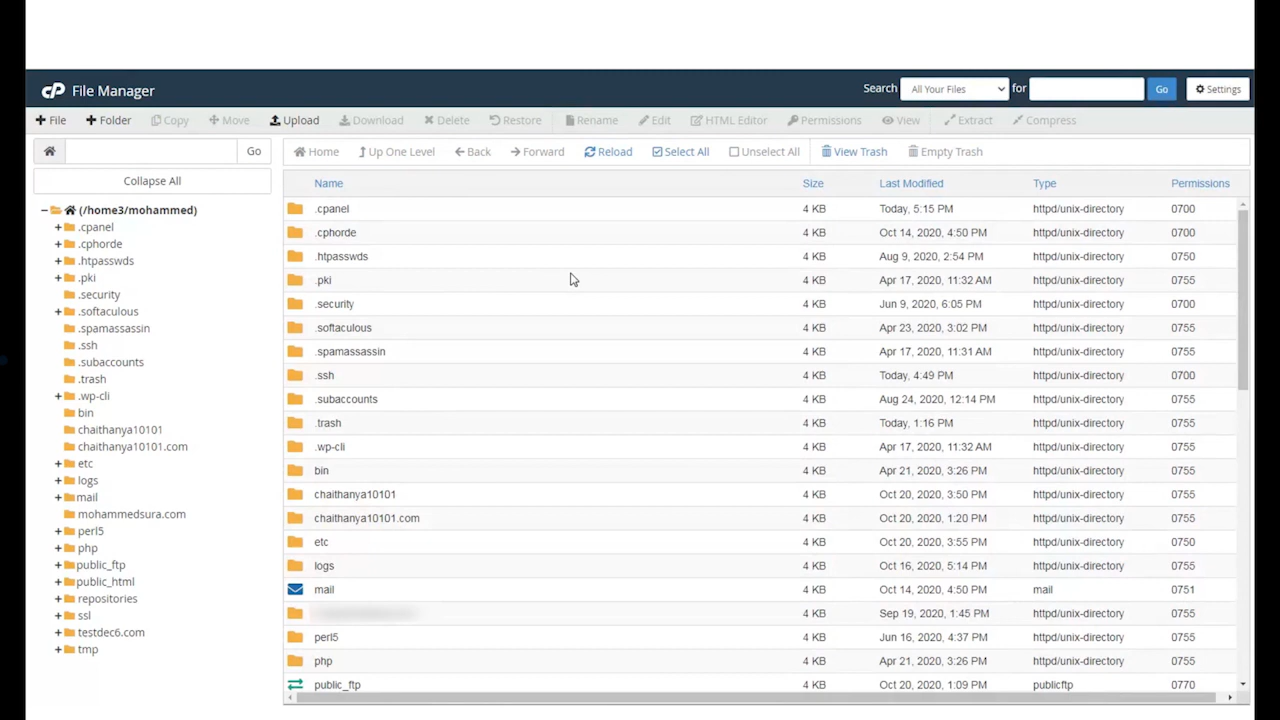 cP File Manager
Search All Your Files for Go Settings
File Folder Copy Move Upload Download Delete Restore Rename Edit HTML Editor Permissions View Extract Compress
Go Home Up One Level Back Forward Reload Select All Unselect All View Trash Empty Trash
Collapse All
(/home3/mohammed)
.cpanel
.cphorde
.htpasswds
.pki
.security
.softaculous
.spamassassin
.ssh
.subaccounts
.trash
.wp-cli
bin
chaithanya10101
chaithanya10101.com
etc
logs
mail
mohammedsura.com
perl5
php
public_ftp
public_html
repositories
ssl
testdec6.com
tmp
Name Size Last Modified Type Permissions
.cpanel 4 KB Today, 5:15 PM httpd/unix-directory 0700
.cphorde 4 KB Oct 14, 2020, 4:50 PM httpd/unix-directory 0700
.htpasswds 4 KB Aug 9, 2020, 2:54 PM httpd/unix-directory 0750
.pki 4 KB Apr 17, 2020, 11:32 AM httpd/unix-directory 0755
.security 4 KB Jun 9, 2020, 6:05 PM httpd/unix-directory 0700
.softaculous 4 KB Apr 23, 2020, 3:02 PM httpd/unix-directory 0755
.spamassassin 4 KB Apr 17, 2020, 11:31 AM httpd/unix-directory 0755
.ssh 4 KB Today, 4:49 PM httpd/unix-directory 0700
.subaccounts 4 KB Aug 24, 2020, 12:14 PM httpd/unix-directory 0755
.trash 4 KB Today, 1:16 PM httpd/unix-directory 0755
.wp-cli 4 KB Apr 17, 2020, 11:32 AM httpd/unix-directory 0755
bin 4 KB Apr 21, 2020, 3:26 PM httpd/unix-directory 0755
chaithanya10101 4 KB Oct 20, 2020, 3:50 PM httpd/unix-directory 0755
chaithanya10101.com 4 KB Oct 20, 2020, 1:20 PM httpd/unix-directory 0755
etc 4 KB Oct 20, 2020, 3:55 PM httpd/unix-directory 0750
logs 4 KB Oct 16, 2020, 5:14 PM httpd/unix-directory 0755
mail 4 KB Oct 14, 2020, 4:50 PM mail 0751
4 KB Sep 19, 2020, 1:45 PM httpd/unix-directory 0755
perl5 4 KB Jun 16, 2020, 4:37 PM httpd/unix-directory 0755
php 4 KB Apr 21, 2020, 3:26 PM httpd/unix-directory 0755
public_ftp 4 KB Oct 20, 2020, 1:09 PM publicftp 0770